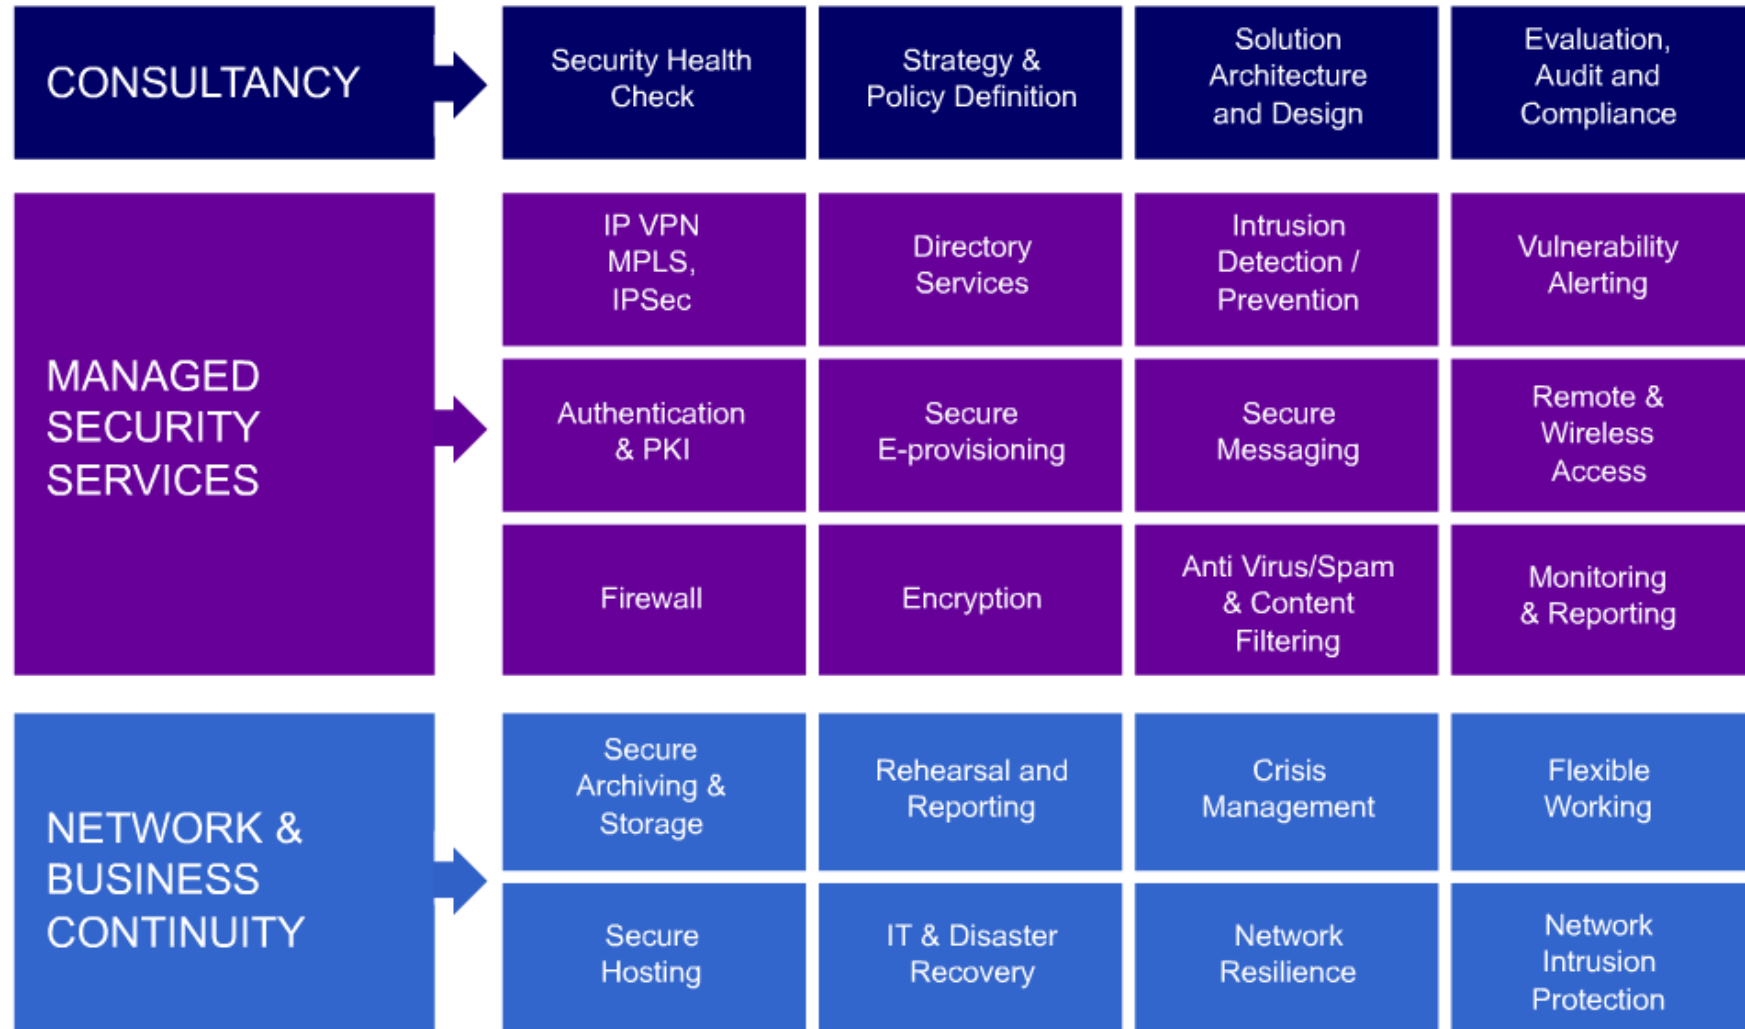 CONSULTANCY
Security Health
Check
Strategy &
Policy Definition
Solution
Architecture
and Design
Evaluation,
Audit and
Compliance
MANAGED
SECURITY
SERVICES
IP VPN
MPLS,
IPSec
Directory
Services
Intrusion
Detection /
Prevention
Vulnerability
Alerting
Authentication
& PKI
Secure
E-provisioning
Secure
Messaging
Remote &
Wireless
Access
Firewall
Encryption
Anti Virus/Spam
& Content
Filtering
Monitoring
& Reporting
NETWORK &
BUSINESS
CONTINUITY
Secure
Archiving &
Storage
Rehearsal and
Reporting
Crisis
Management
Flexible
Working
Secure
Hosting
IT & Disaster
Recovery
Network
Resilience
Network
Intrusion
Protection